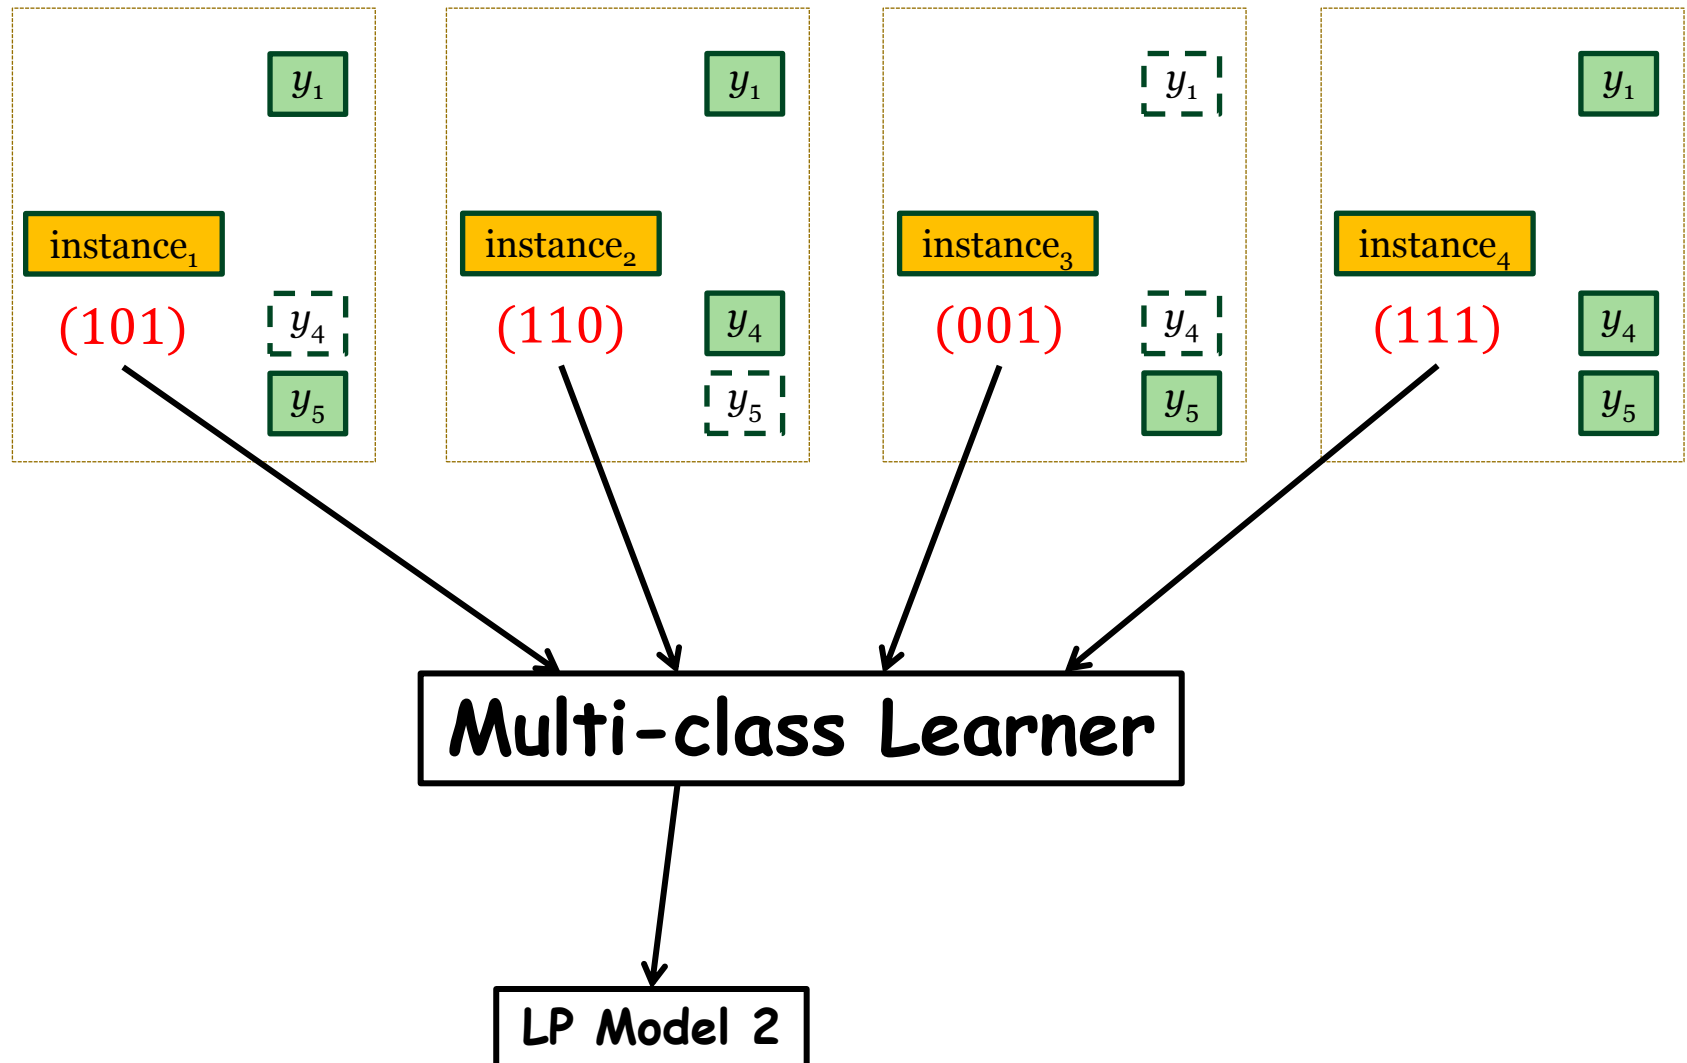 y₁ y₁ y₁ y₁
instance₁ instance₂ instance₃ instance₄
(101) y₄ (110) y₄ (001) y₄ (111) y₄
y₅ y₅ y₅ y₅
Multi-class Learner
LP Model 2